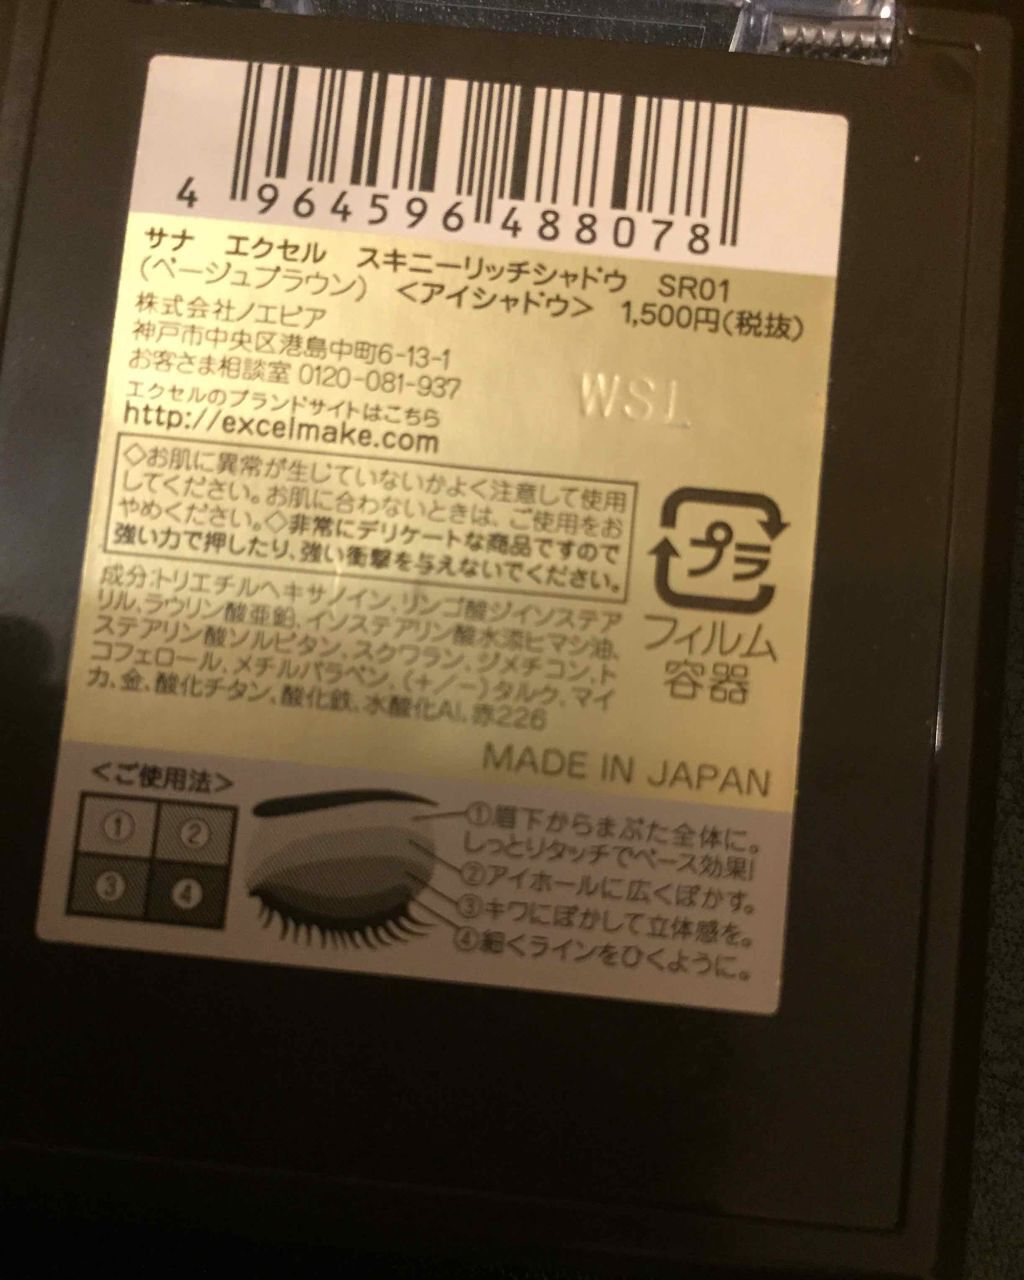 4 964596 488078
サナ エクセル スキニーリッチシャドウ SR01
(ベージュブラウン) <アイシャドウ> 1,500円(税抜)
株式会社ノエビア
神戸市中央区港島中町6-13-1
お客さま相談室 0120-081-937
エクセルのブランドサイトはこちら
http://excelmake.com
WSL
◇お肌に異常が生じていないかよく注意して使用
してください。お肌に合わないときは、ご使用をお
やめください。◇非常にデリケートな商品ですので
強い力で押したり、強い衝撃を与えないでください。
プラ
フィルム
容器
成分:トリエチルヘキサノイン、リンゴ酸ジイソステア
リル、ラウリン酸亜鉛、イソステアリン酸水添ヒマシ油、
ステアリン酸ソルビタン、スクワラン、ジメチコン、ト
コフェロール、メチルパラベン、(+/-)タルク、マイ
カ、金、酸化チタン、酸化鉄、水酸化Al、赤226
MADE IN JAPAN
<ご使用法>
① ②
③ ④
①眉下からまぶた全体に。
しっとりタッチでベース効果!
②アイホールに広くぼかす。
③キワにぼかして立体感を。
④細くラインをひくように。